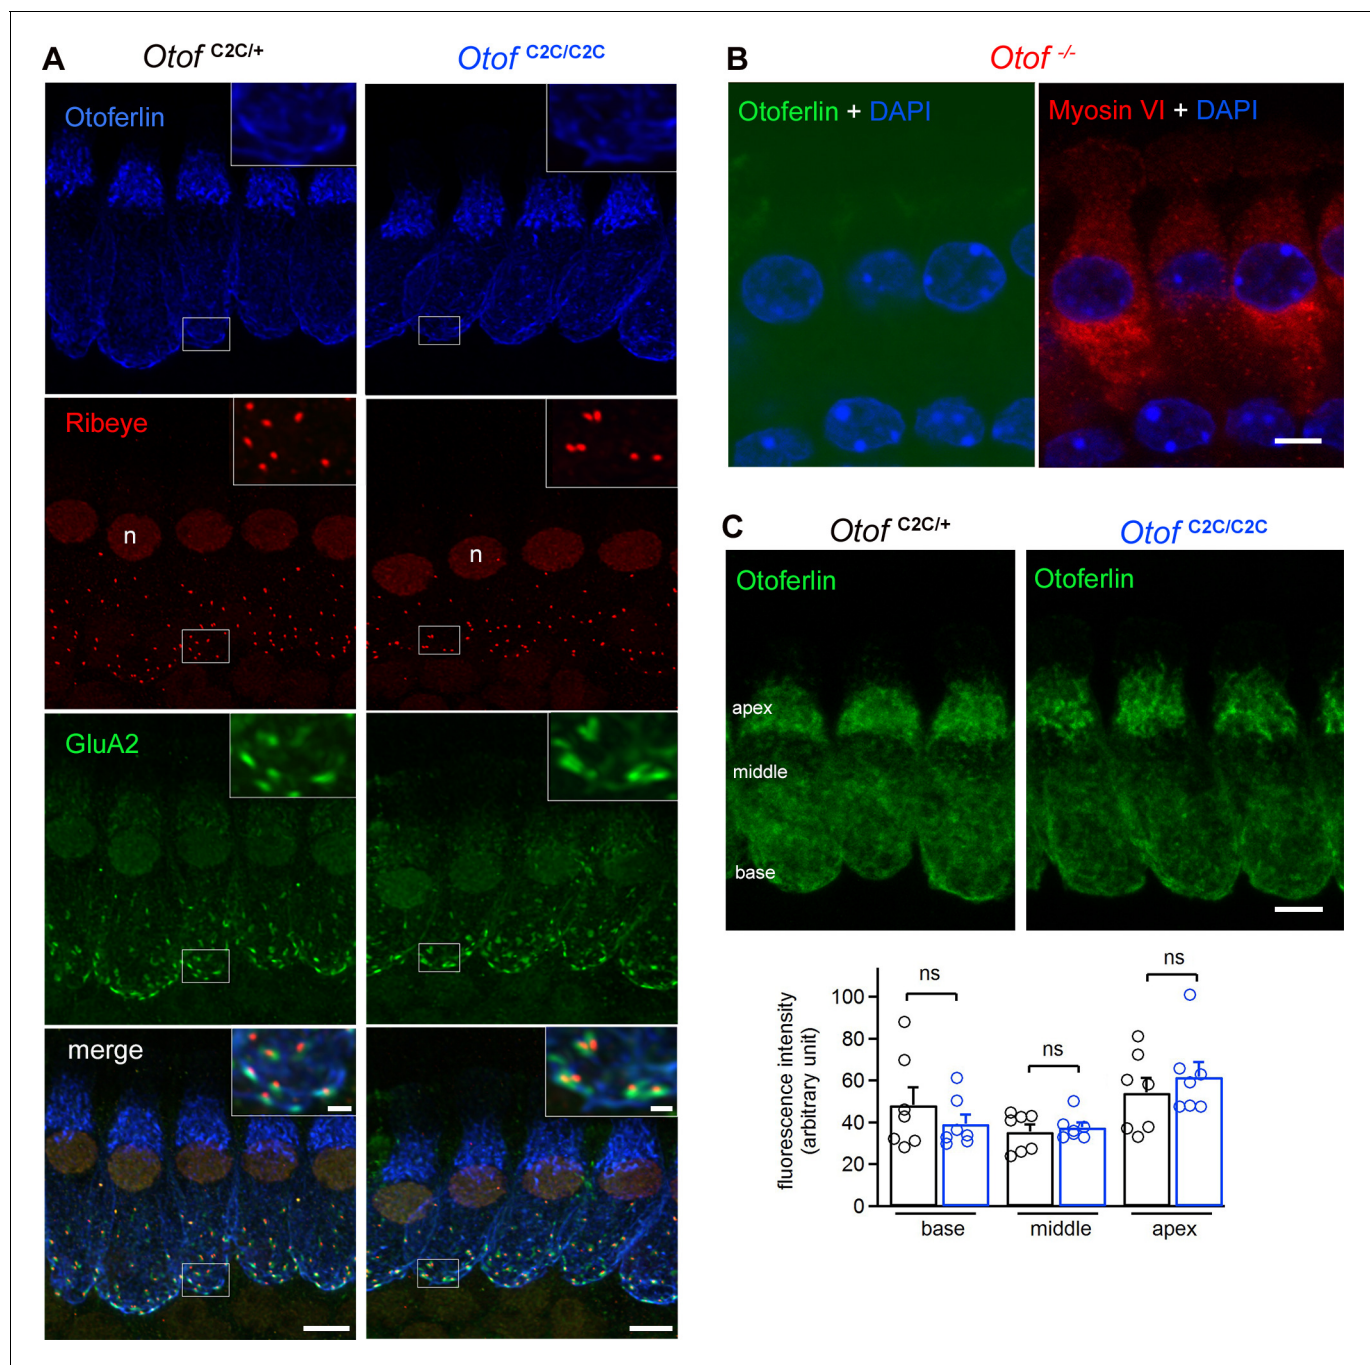 A
Otof C2C/+
Otof C2C/C2C
Otoferlin
Ribeye
n
n
GluA2
merge
B
Otof -/-
Otoferlin + DAPI
Myosin VI + DAPI
C
Otof C2C/+
Otof C2C/C2C
Otoferlin
Otoferlin
apex
middle
base
fluorescence intensity
(arbitrary unit)
100
80
60
40
20
0
ns
ns
ns
base
middle
apex